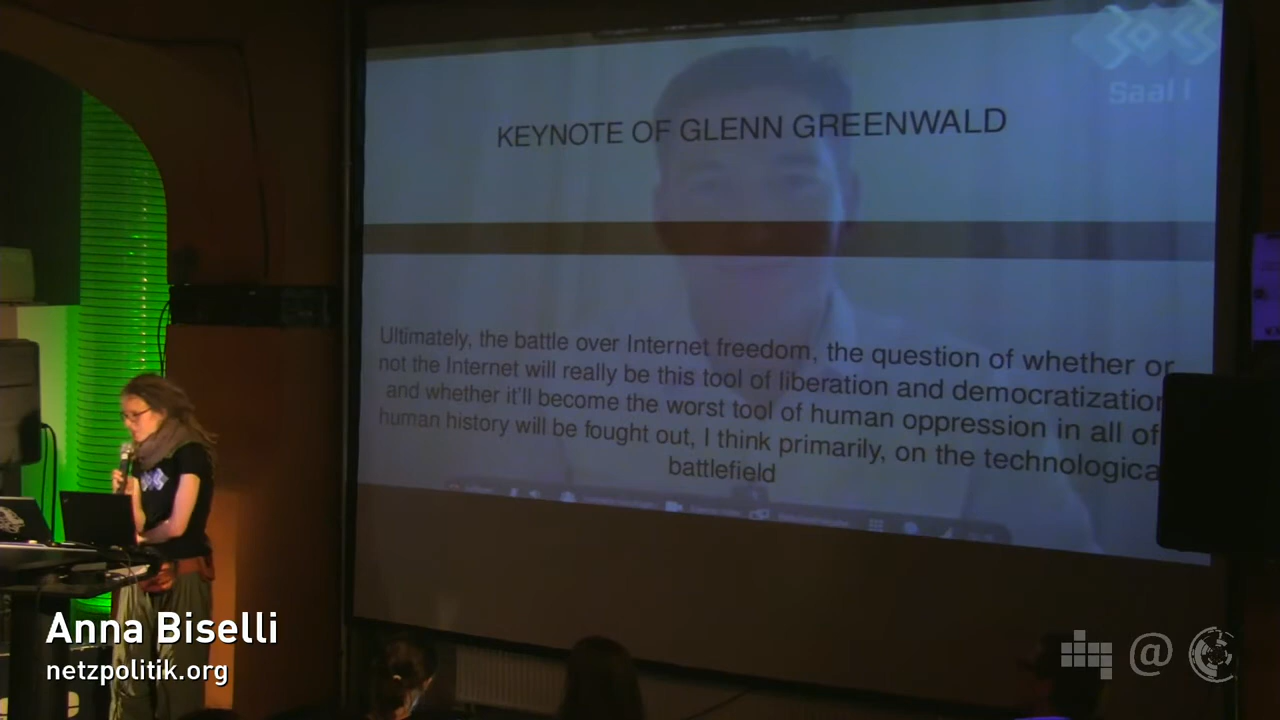 Saal 1
KEYNOTE OF GLENN GREENWALD
Ultimately, the battle over Internet freedom, the question of whether or
not the Internet will really be this tool of liberation and democratization
and whether it'll become the worst tool of human oppression in all of
human history will be fought out, I think primarily, on the technological
battlefield
Anna Biselli
netzpolitik.org
@